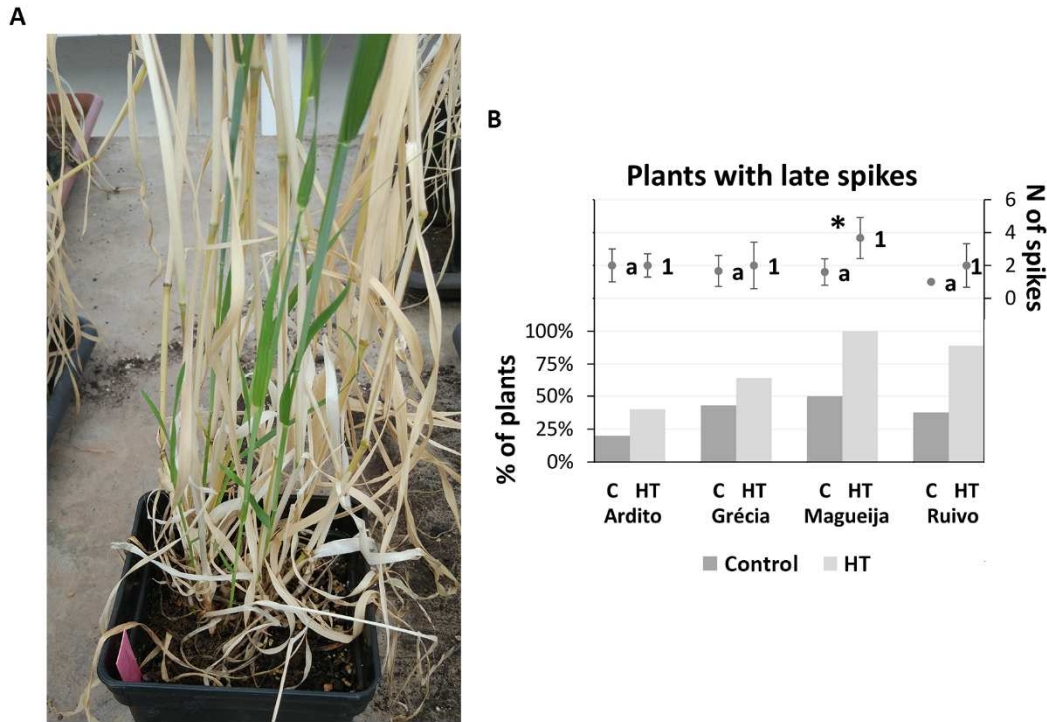 A
B
Plants with late spikes
6
4
2
0
N of spikes
a 1 a 1 a * 1 a 1
100%
75%
50%
25%
0%
% of plants
C HT C HT C HT C HT
Ardito Grécia Magueija Ruivo
Control HT